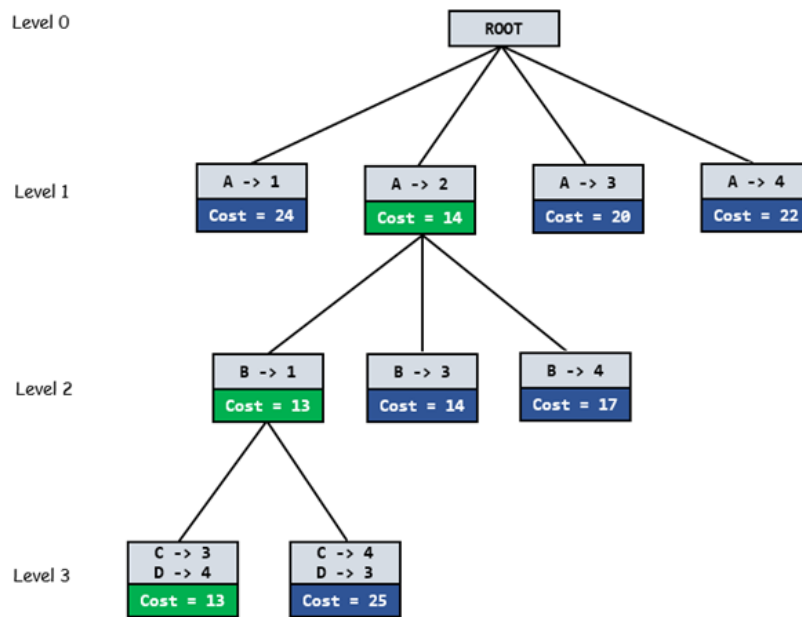 Level 0
ROOT
Level 1
A -> 1
Cost = 24
A -> 2
Cost = 14
A -> 3
Cost = 20
A -> 4
Cost = 22
Level 2
B -> 1
Cost = 13
B -> 3
Cost = 14
B -> 4
Cost = 17
Level 3
C -> 3
D -> 4
Cost = 13
C -> 4
D -> 3
Cost = 25